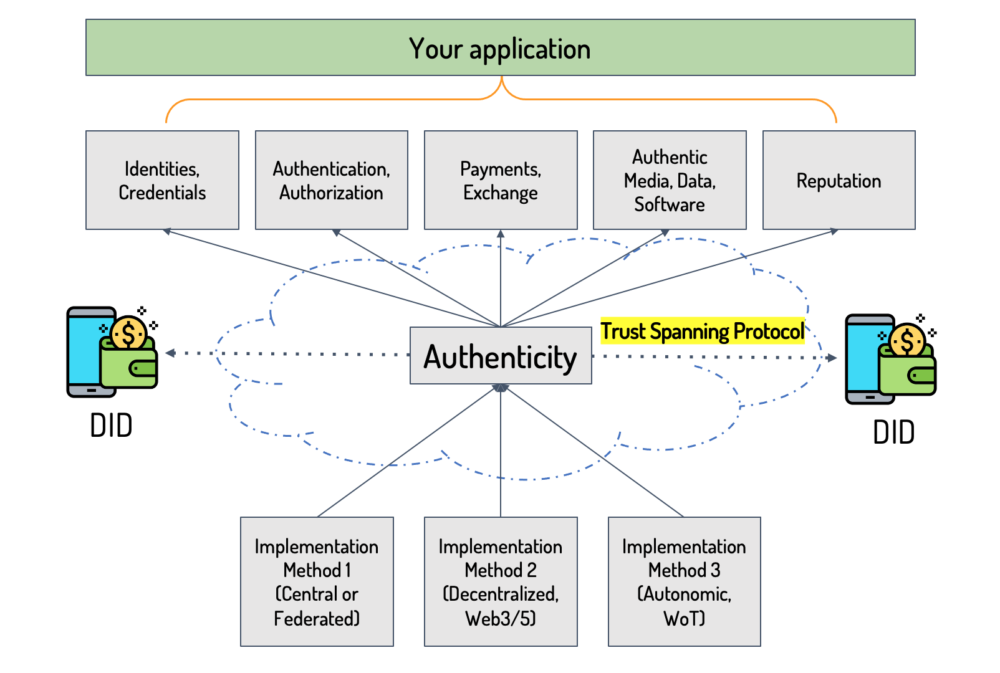 Your application
Identities,
Credentials
Authentication,
Authorization
Payments,
Exchange
Authentic
Media, Data,
Software
Reputation
Trust Spanning Protocol
Authenticity
DID
DID
Implementation
Method 1
(Central or
Federated)
Implementation
Method 2
(Decentralized,
Web3/5)
Implementation
Method 3
(Autonomic,
WoT)